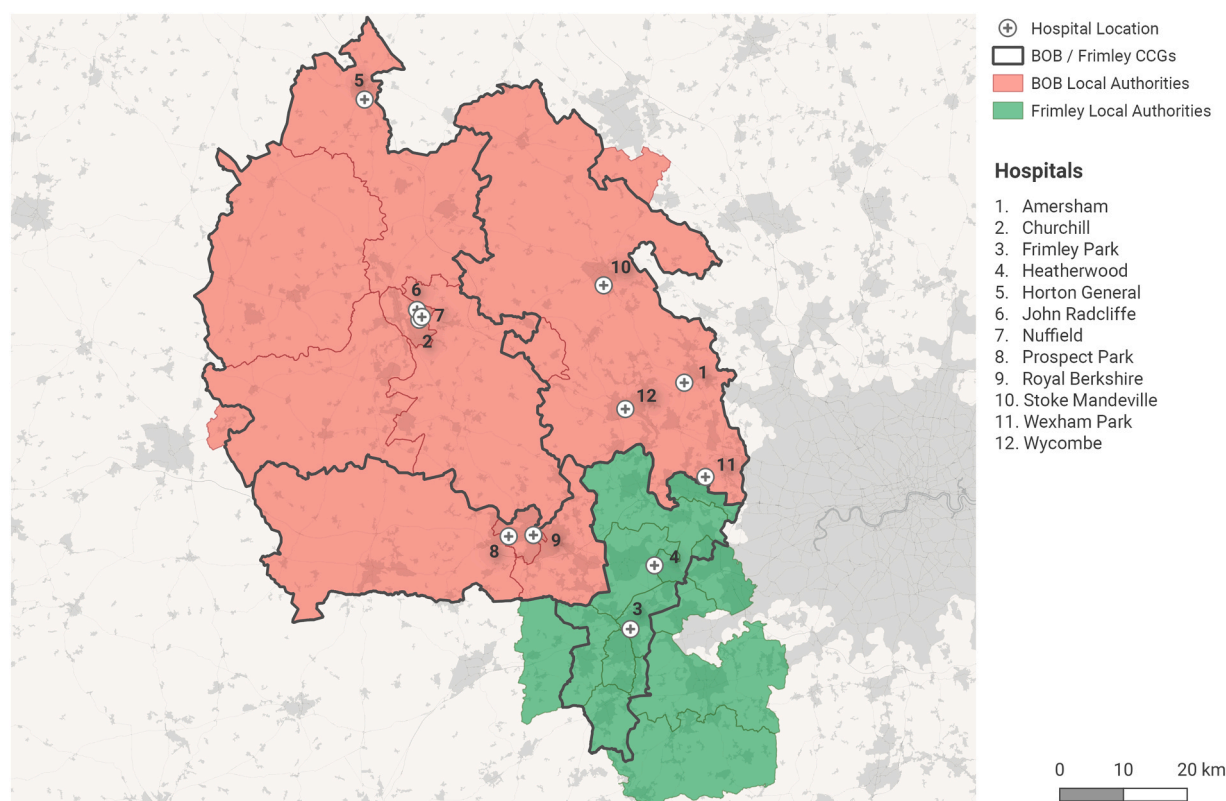 Hospital Location
BOB / Frimley CCGs
BOB Local Authorities
Frimley Local Authorities
Hospitals
1. Amersham
2. Churchill
3. Frimley Park
4. Heatherwood
5. Horton General
6. John Radcliffe
7. Nuffield
8. Prospect Park
9. Royal Berkshire
10. Stoke Mandeville
11. Wexham Park
12. Wycombe
5
10
6
7
2
1
12
11
8
9
4
3
0 10 20 km